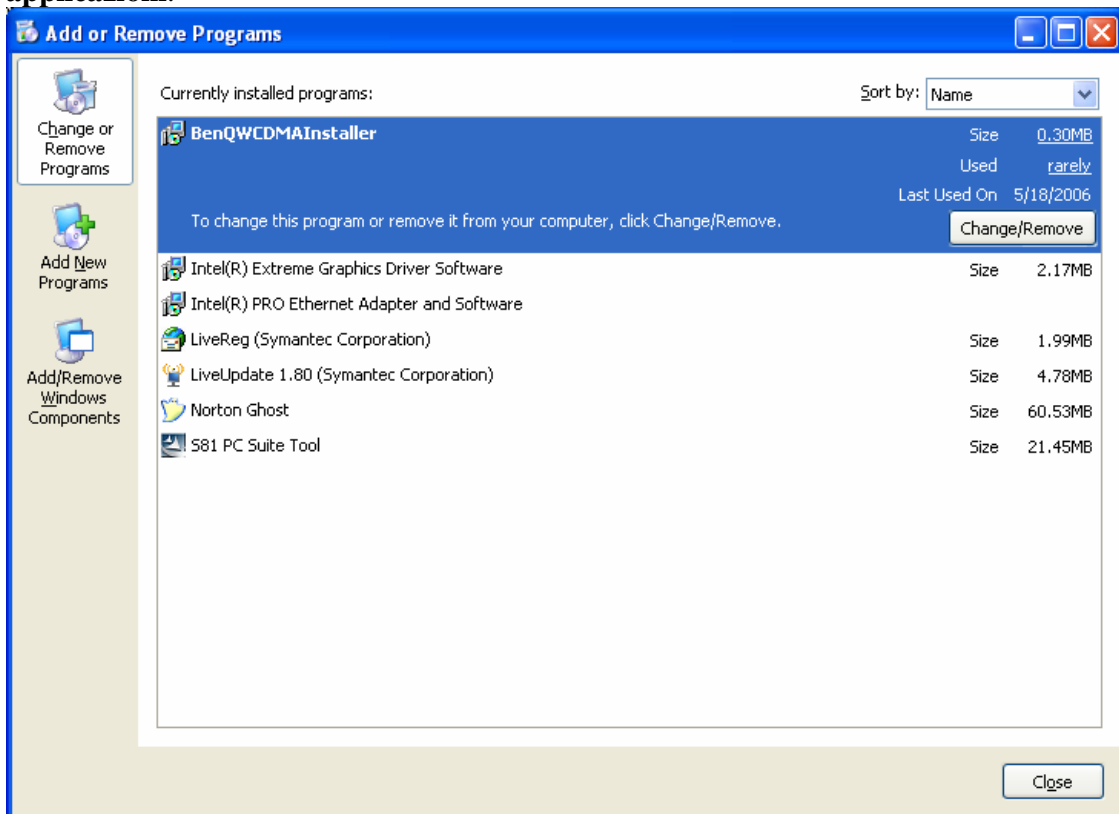 Add or Remove Programs
Change or
Remove
Programs
Add New
Programs
Add/Remove
Windows
Components
Currently installed programs:
Sort by: Name
BenQWCDMAInstaller Size 0.30MB
Used rarely
Last Used On 5/18/2006
To change this program or remove it from your computer, click Change/Remove. Change/Remove
Intel(R) Extreme Graphics Driver Software Size 2.17MB
Intel(R) PRO Ethernet Adapter and Software
LiveReg (Symantec Corporation) Size 1.99MB
LiveUpdate 1.80 (Symantec Corporation) Size 4.78MB
Norton Ghost Size 60.53MB
S81 PC Suite Tool Size 21.45MB
Close